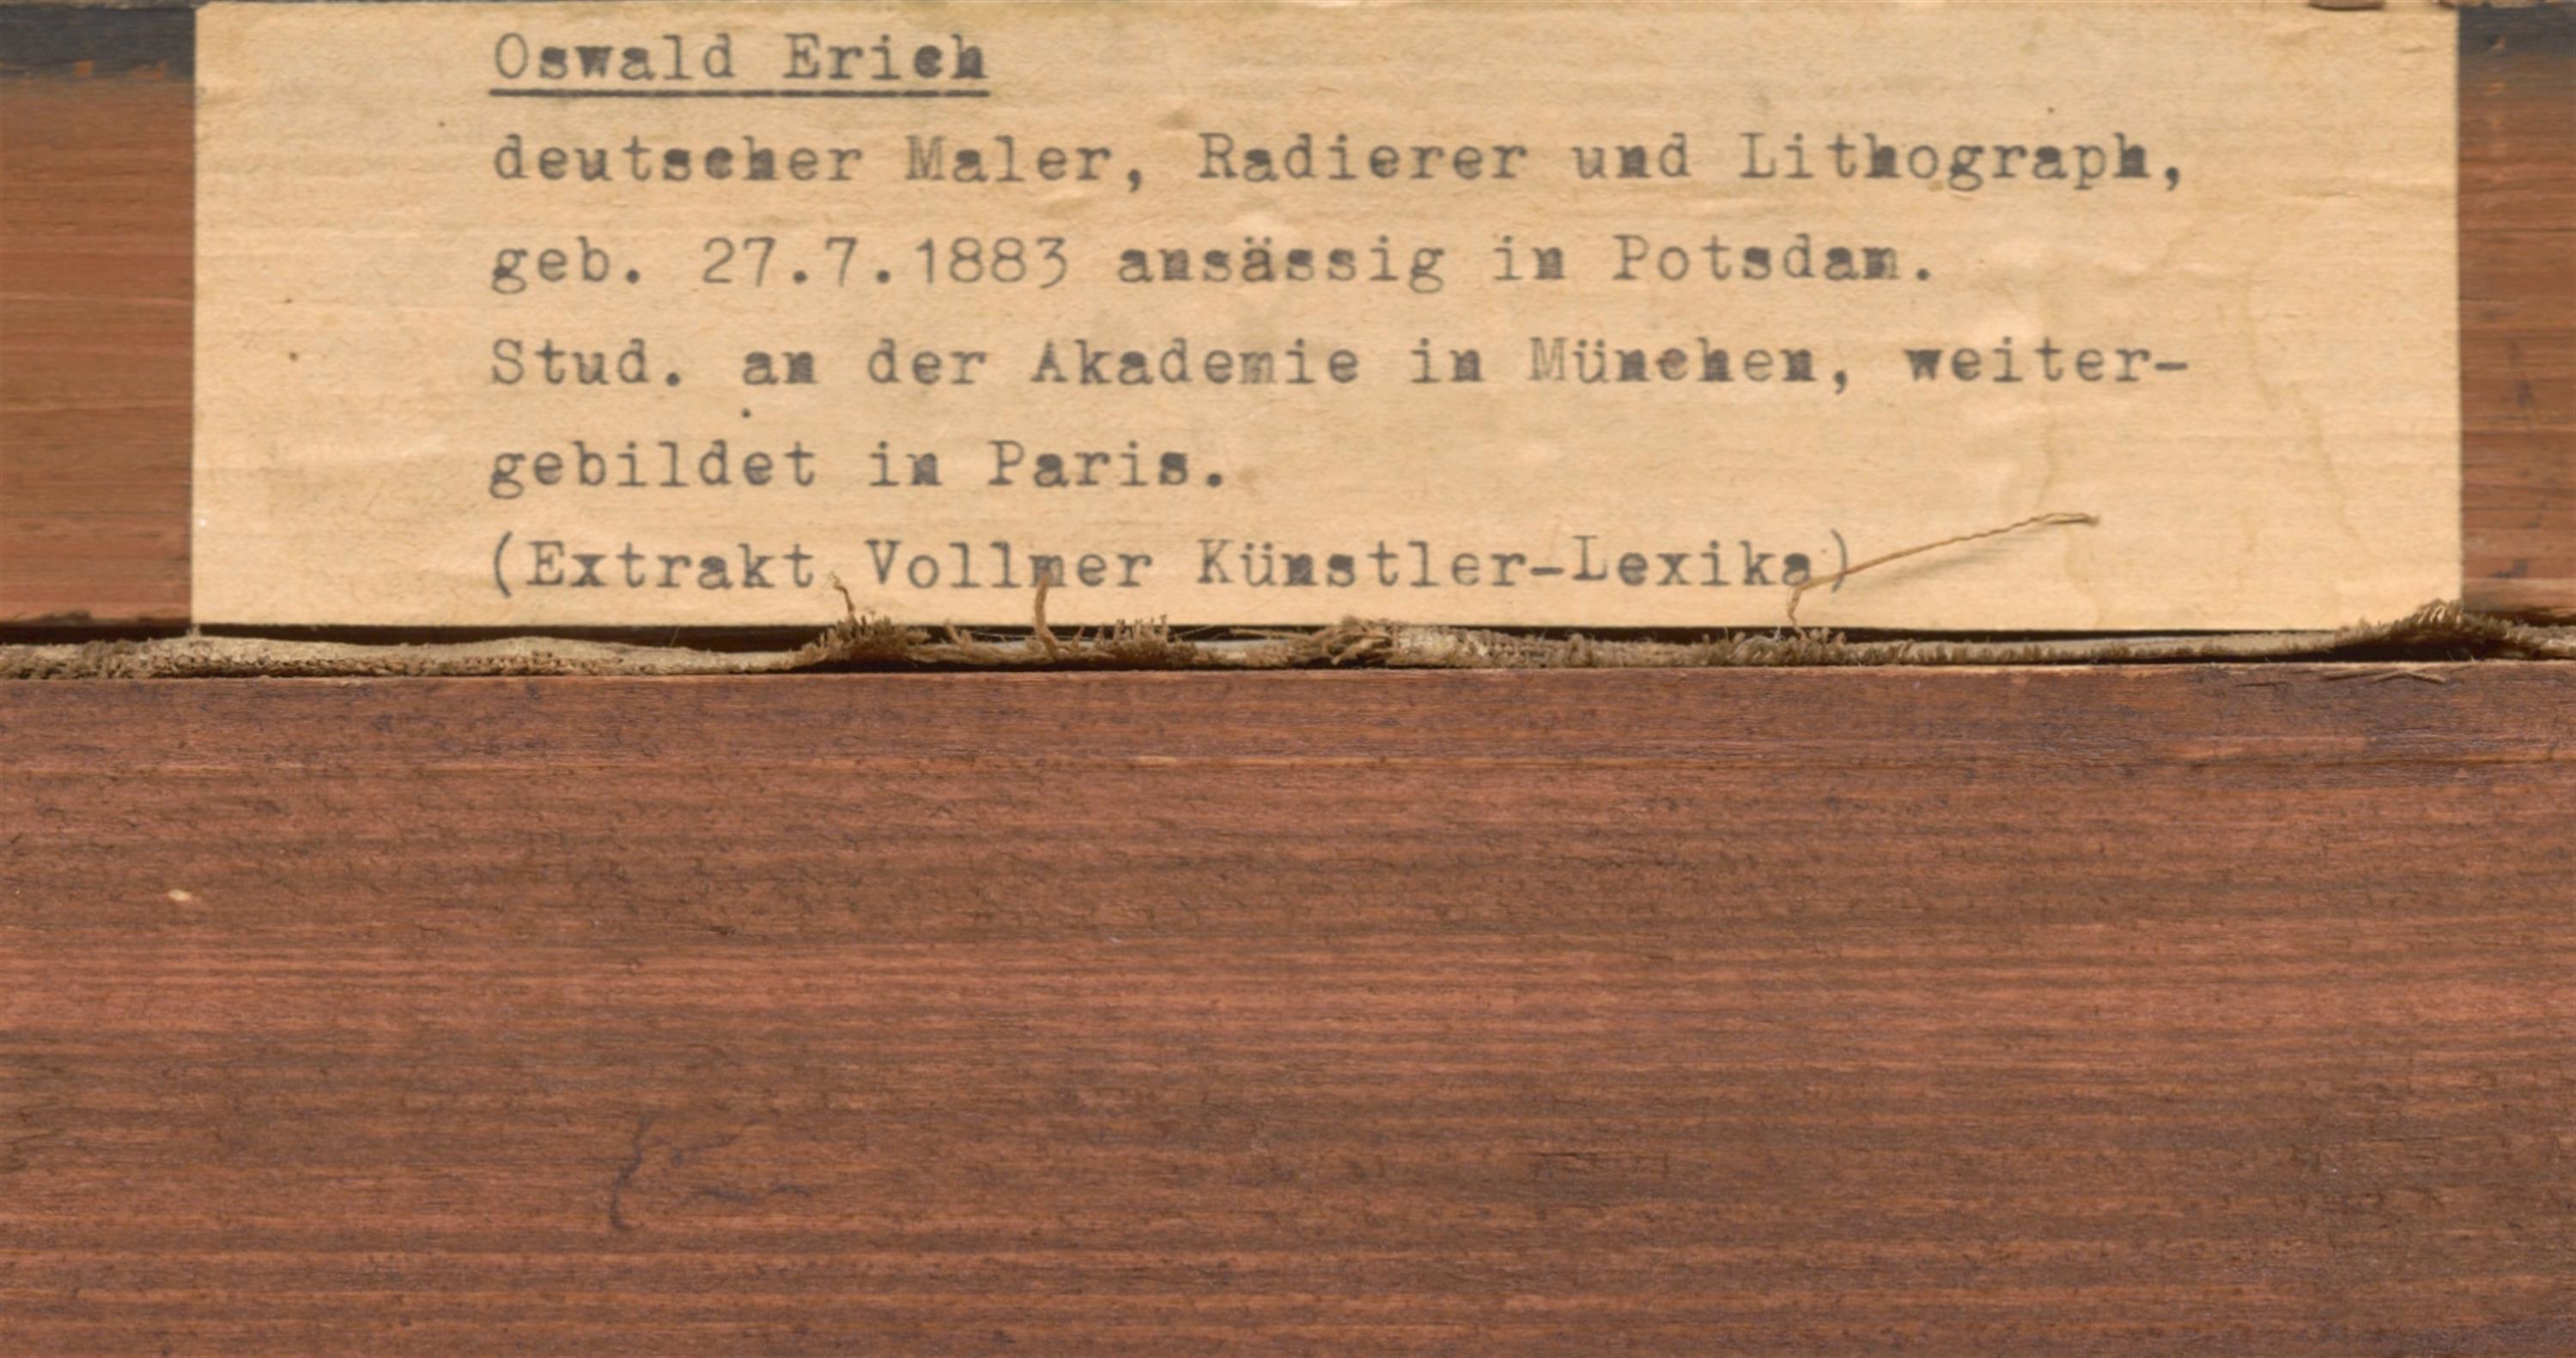 Oswald Erich
deutscher Maler, Radierer und Lithograph,
geb. 27.7.1883 ansässig in Potsdam.
Stud. an der Akademie in München, weiter-
gebildet in Paris.
(Extrakt Vollmer Künstler-Lexika)